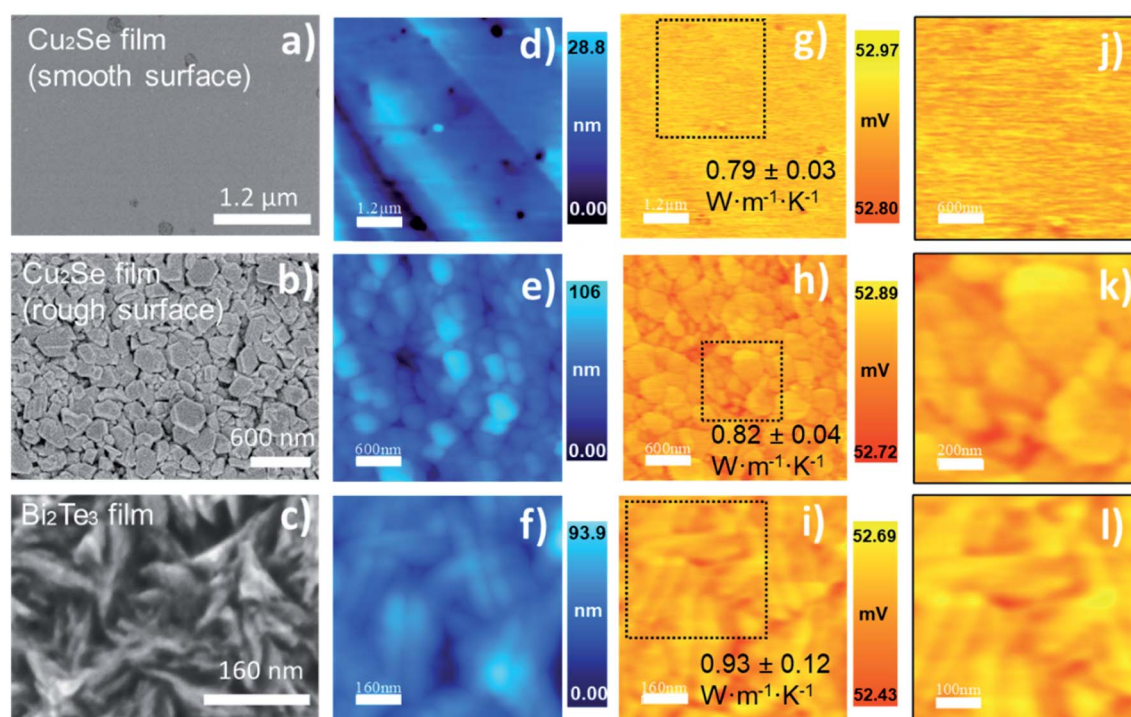 Cu₂Se film
(smooth surface)
a)
1.2 µm
d)
1.2µm
28.8
nm
0.00
g)
0.79 ± 0.03
W·m⁻¹·K⁻¹
1.2µm
52.97
mV
52.80
j)
600nm
Cu₂Se film
(rough surface)
b)
600 nm
e)
600nm
106
nm
0.00
h)
0.82 ± 0.04
W·m⁻¹·K⁻¹
600nm
52.89
mV
52.72
k)
200nm
Bi₂Te₃ film
c)
160 nm
f)
160nm
93.9
nm
0.00
i)
0.93 ± 0.12
W·m⁻¹·K⁻¹
160nm
52.69
mV
52.43
l)
100nm